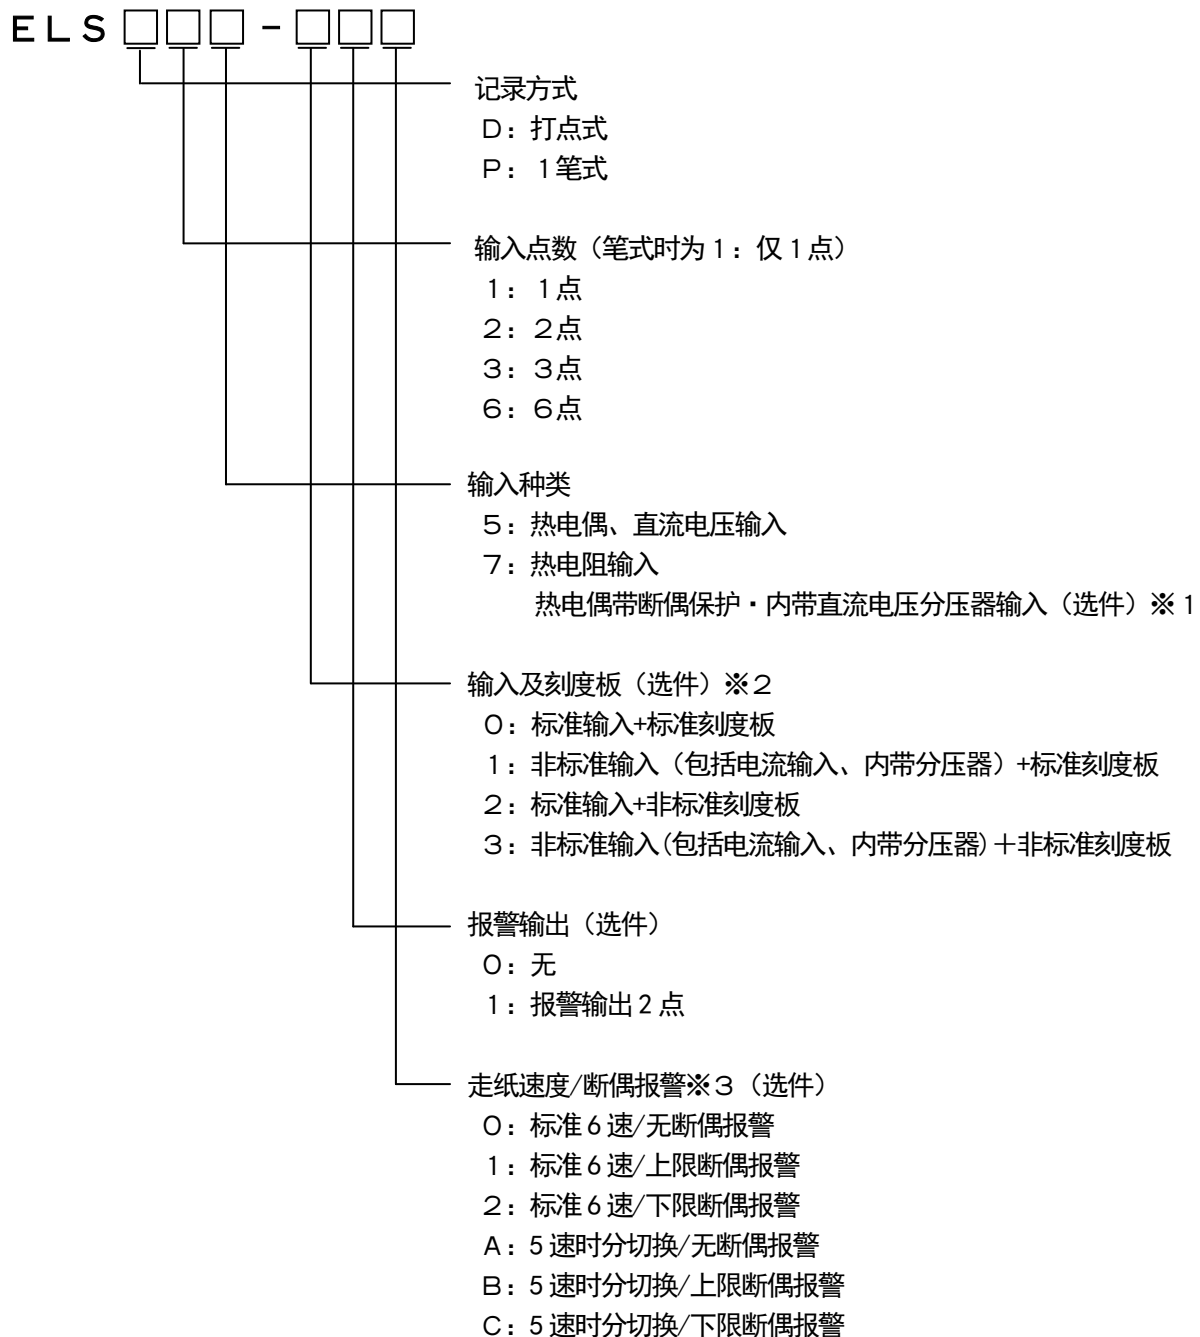 ELS□□□-□□□
记录方式
D：打点式
P：1笔式
输入点数（笔式时为1：仅1点）
1：1点
2：2点
3：3点
6：6点
输入种类
5：热电偶、直流电压输入
7：热电阻输入
热电偶带断偶保护・内带直流电压分压器输入（选件）※1
输入及刻度板（选件）※2
0：标准输入+标准刻度板
1：非标准输入（包括电流输入、内带分压器）+标准刻度板
2：标准输入+非标准刻度板
3：非标准输入(包括电流输入、内带分压器)＋非标准刻度板
报警输出（选件）
0：无
1：报警输出2点
走纸速度/断偶报警※3（选件）
0：标准6速/无断偶报警
1：标准6速/上限断偶报警
2：标准6速/下限断偶报警
A：5速时分切换/无断偶报警
B：5速时分切换/上限断偶报警
C：5速时分切换/下限断偶报警